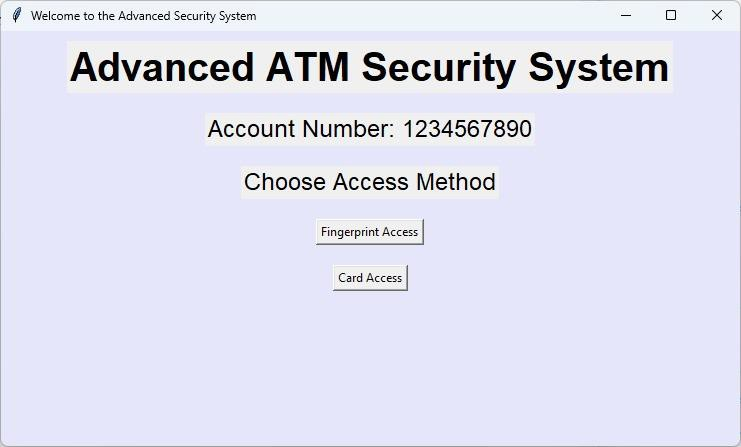 Welcome to the Advanced Security System
Advanced ATM Security System
Account Number: 1234567890
Choose Access Method
Fingerprint Access
Card Access